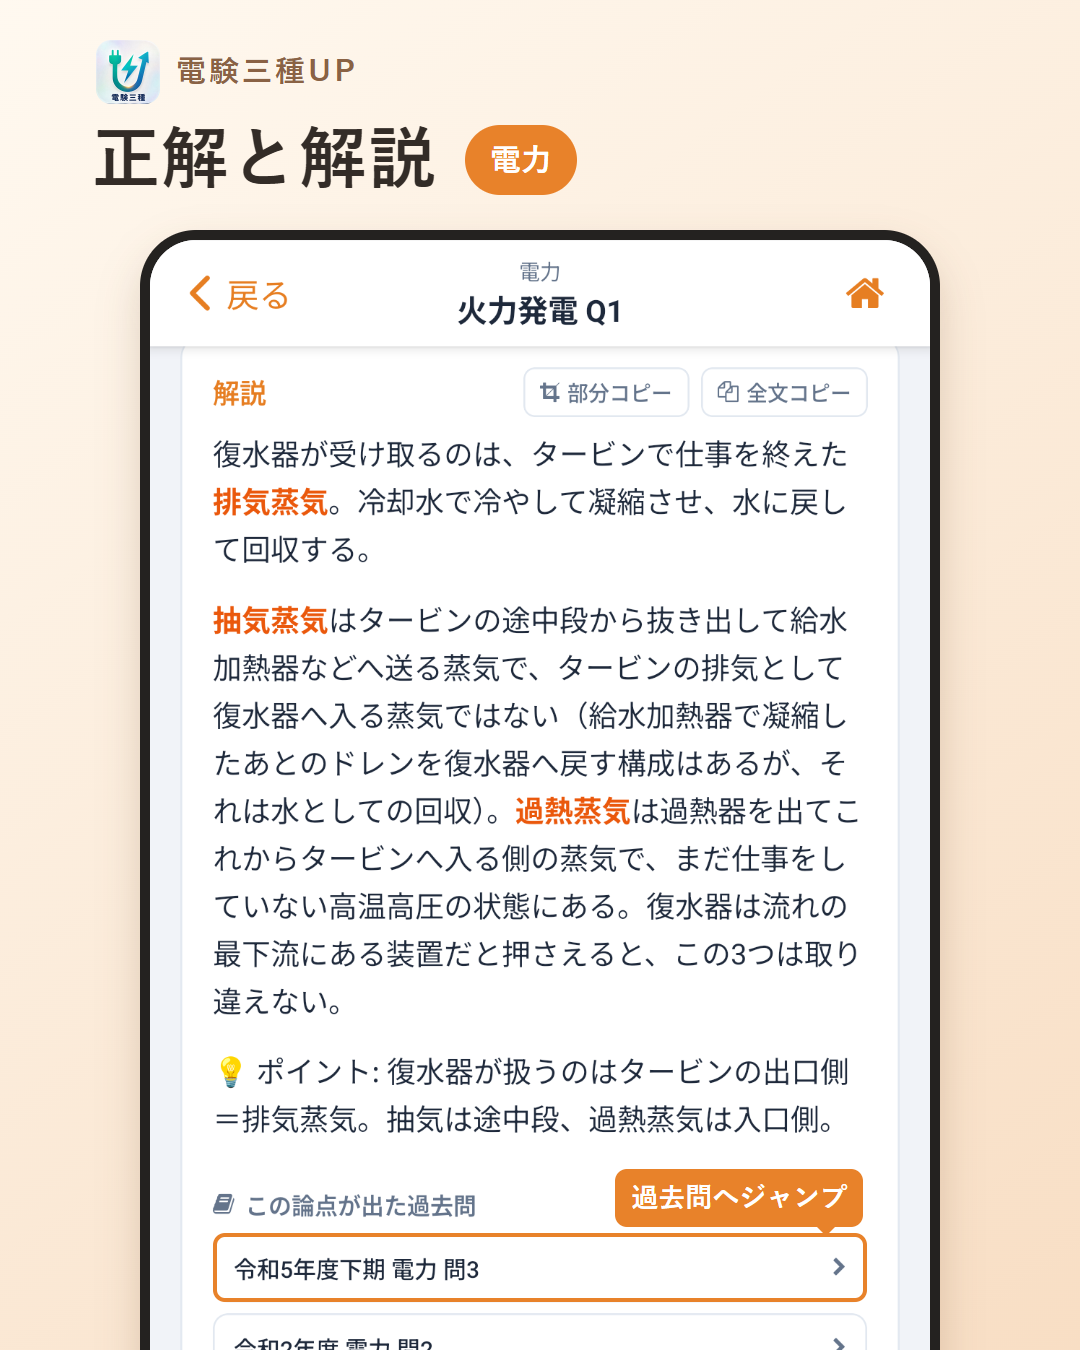 電験三種
電験三種UP
正解と解説
電力
戻る
電力
火力発電 Q1
解説
部分コピー
全文コピー
復水器が受け取るのは、タービンで仕事を終えた
排気蒸気。冷却水で冷やして凝縮させ、水に戻し
て回収する。
抽気蒸気はタービンの途中段から抜き出して給水
加熱器などへ送る蒸気で、タービンの排気として
復水器へ入る蒸気ではない（給水加熱器で凝縮し
たあとのドレンを復水器へ戻す構成はあるが、そ
れは水としての回収）。過熱蒸気は過熱器を出てこ
れからタービンへ入る側の蒸気で、まだ仕事をし
ていない高温高圧の状態にある。復水器は流れの
最下流にある装置だと押さえると、この3つは取り
違えない。
💡 ポイント: 復水器が扱うのはタービンの出口側
＝排気蒸気。抽気は途中段、過熱蒸気は入口側。
この論点が出た過去問
過去問へジャンプ
令和5年度下期 電力 問3
令和2年度 電力 問2